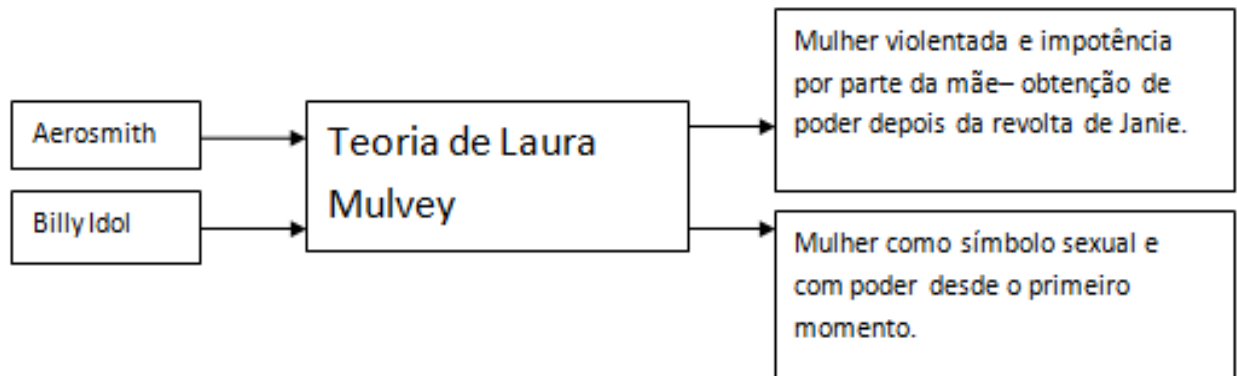 Aerosmith
Billy Idol
Teoria de Laura
Mulvey
Mulher violentada e impotência
por parte da mãe– obtenção de
poder depois da revolta de Janie.
Mulher como símbolo sexual e
com poder desde o primeiro
momento.